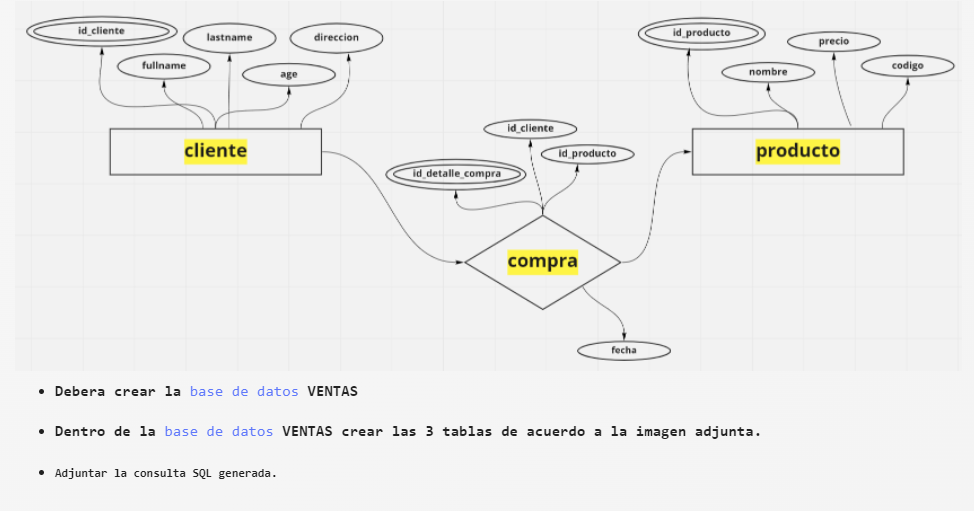 id_cliente
lastname
direccion
fullname
age
cliente
id_producto
precio
nombre
codigo
producto
id_cliente
id_producto
id_detalle_compra
compra
fecha
• Debera crear la base de datos VENTAS
• Dentro de la base de datos VENTAS crear las 3 tablas de acuerdo a la imagen adjunta.
• Adjuntar la consulta SQL generada.